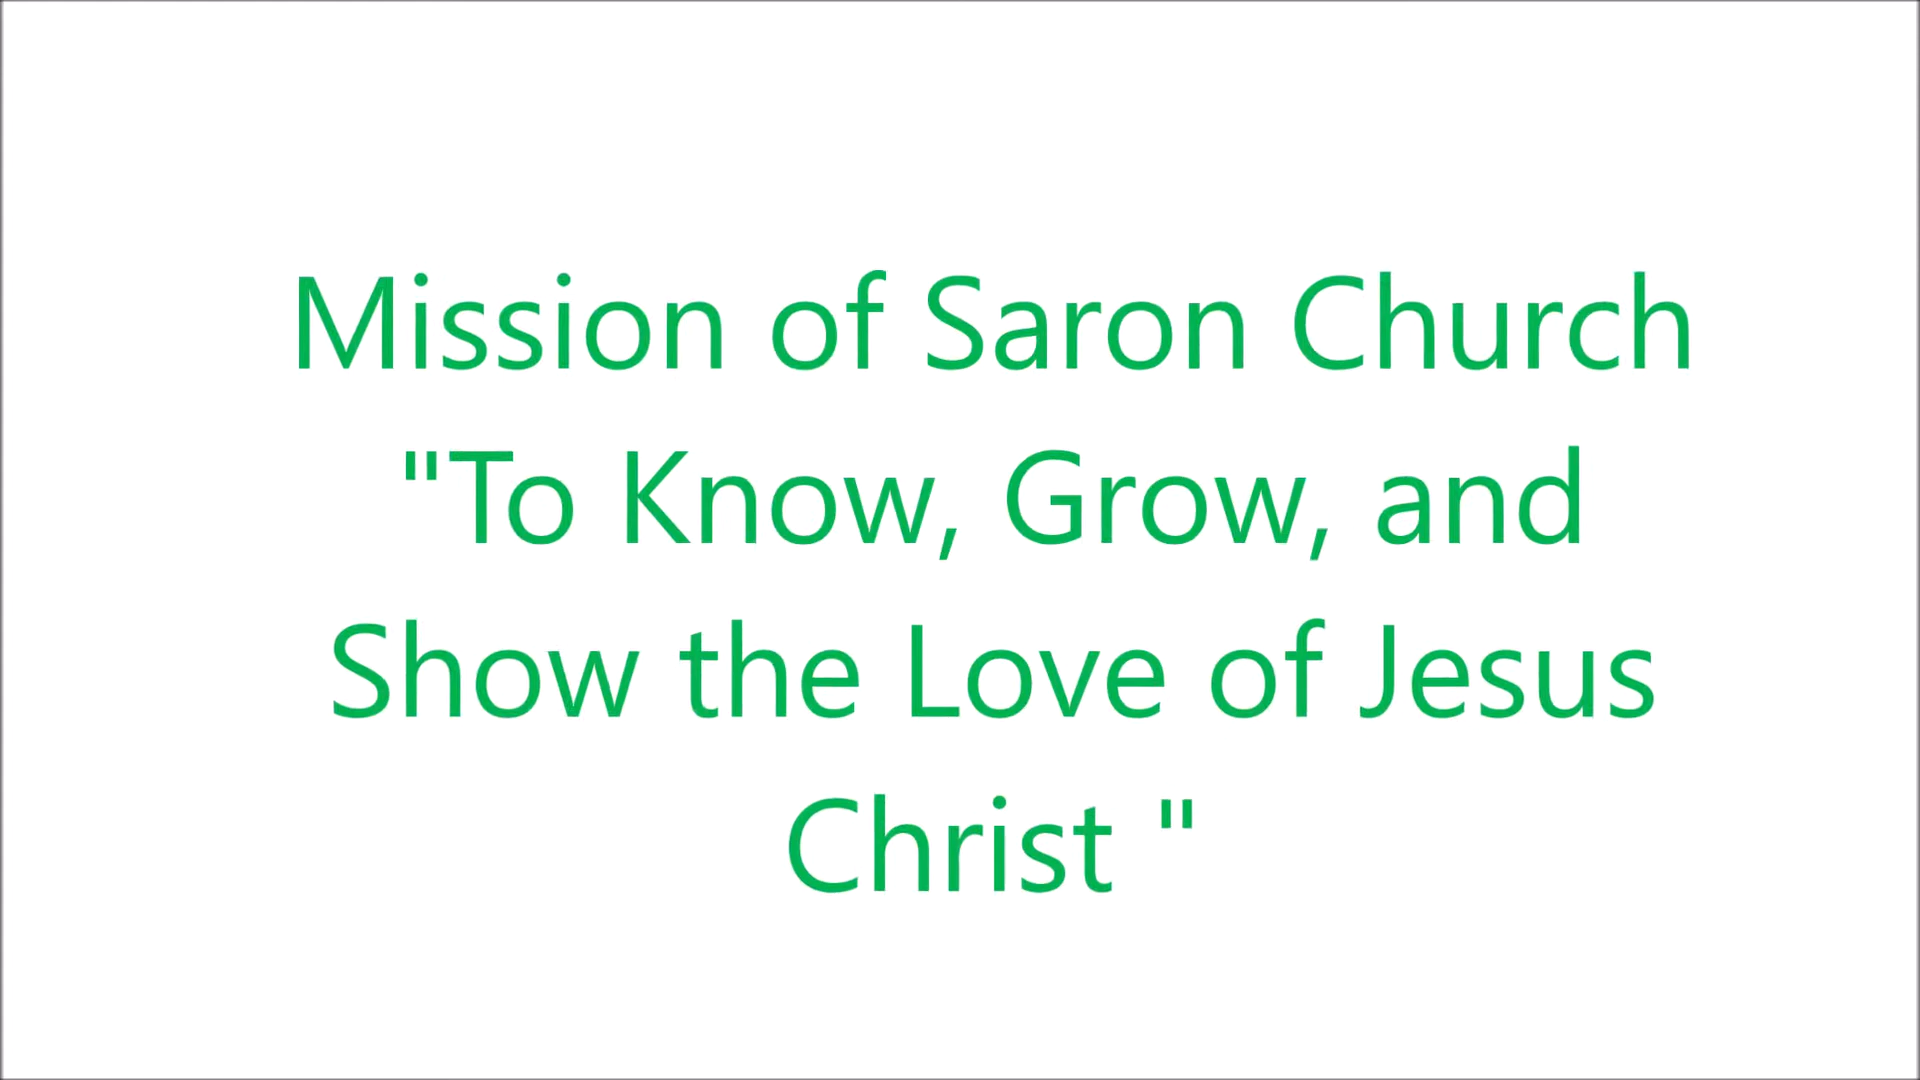 Mission of Saron Church
"To Know, Grow, and
Show the Love of Jesus
Christ "